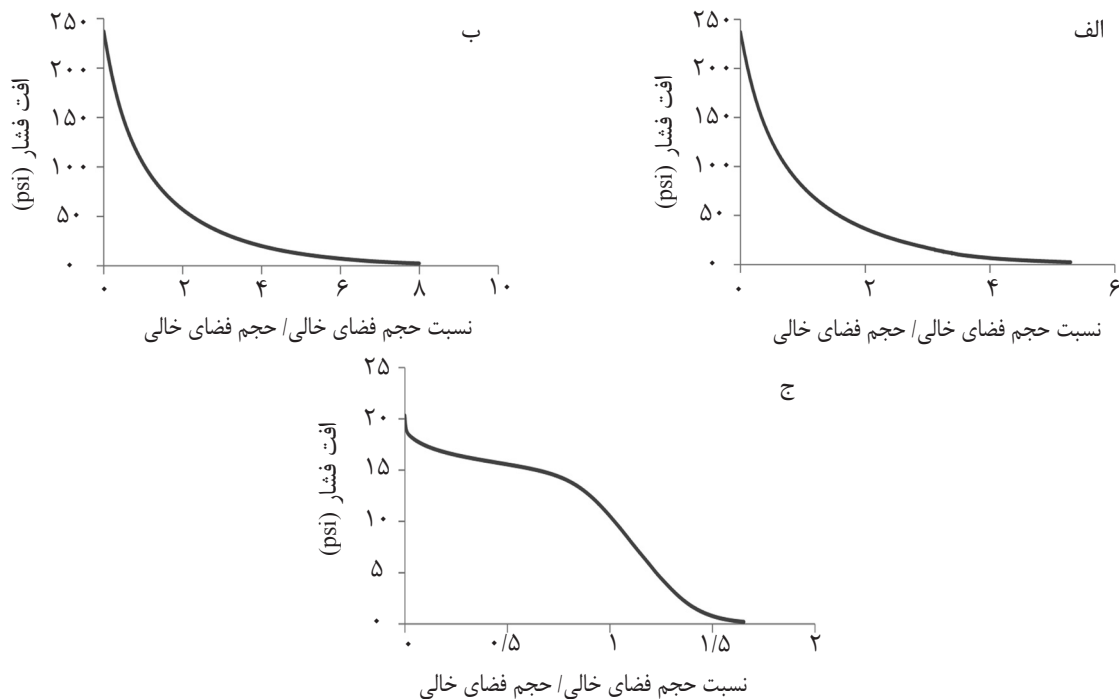 الف
افت فشار (psi)
۲۵۰
۲۰۰
۱۵۰
۱۰۰
۵۰
۰
۰ ۲ ۴ ۶
نسبت حجم فضای خالی/ حجم فضای خالی
ب
افت فشار (psi)
۲۵۰
۲۰۰
۱۵۰
۱۰۰
۵۰
۰
۰ ۲ ۴ ۶ ۸ ۱۰
نسبت حجم فضای خالی/ حجم فضای خالی
ج
افت فشار (psi)
۲۵
۲۰
۱۵
۱۰
۵
۰
۰ ۰/۵ ۱ ۱/۵ ۲
نسبت حجم فضای خالی/ حجم فضای خالی